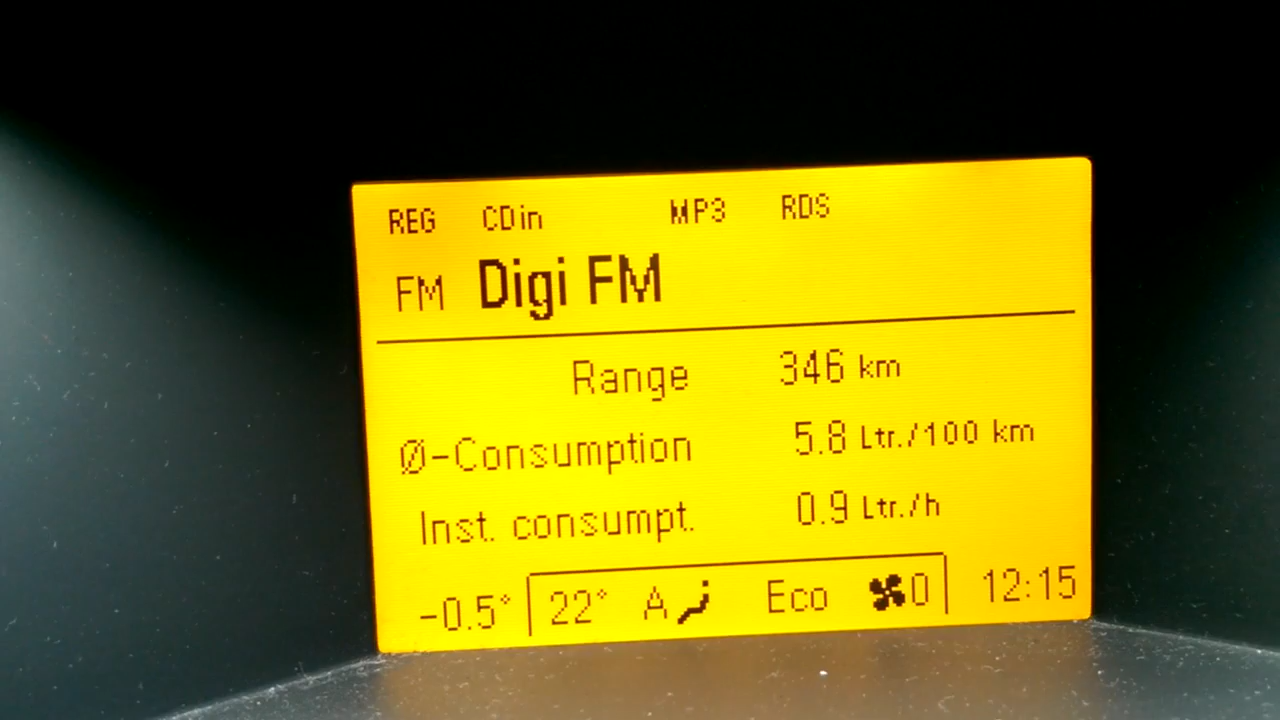 REG CDin MP3 RDS
FM Digi FM
Range 346 km
Ø-Consumption 5.8 Ltr./100 km
Inst. consumpt. 0.9 Ltr./h
-0.5° 22° A Eco 0 12:15